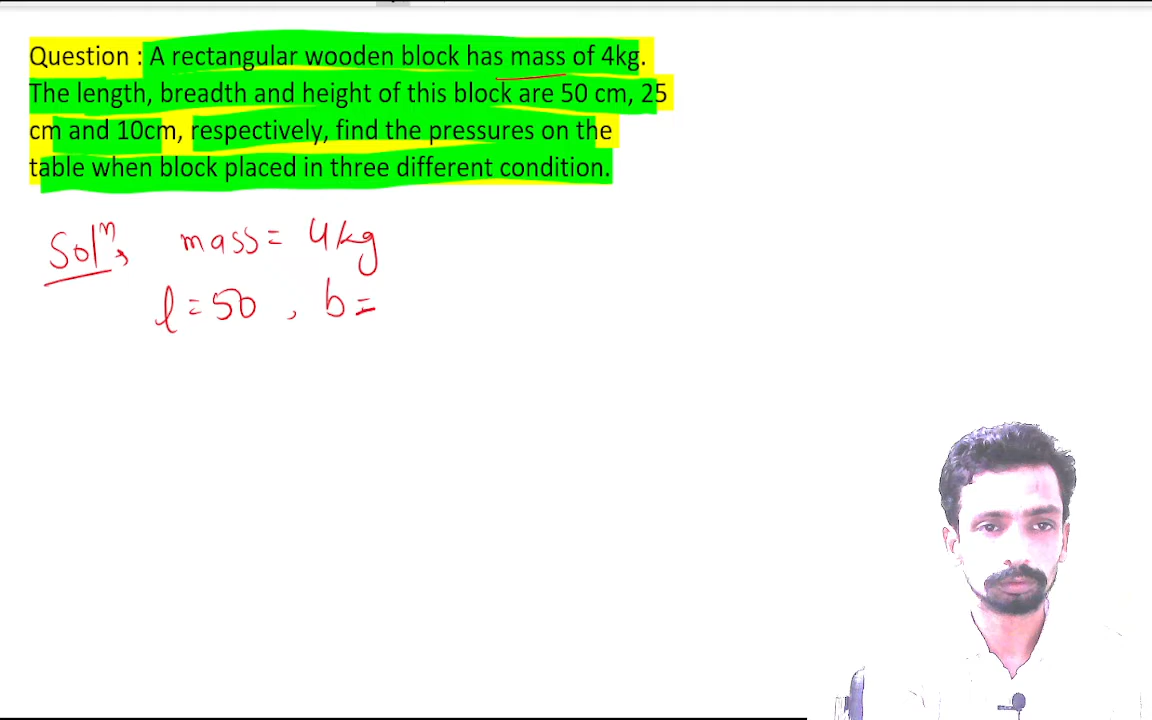 Question : A rectangular wooden block has mass of 4kg.
The length, breadth and height of this block are 50 cm, 25
cm and 10cm, respectively, find the pressures on the
table when block placed in three different condition.
Solⁿ, mass = 4kg
l = 50 , b =